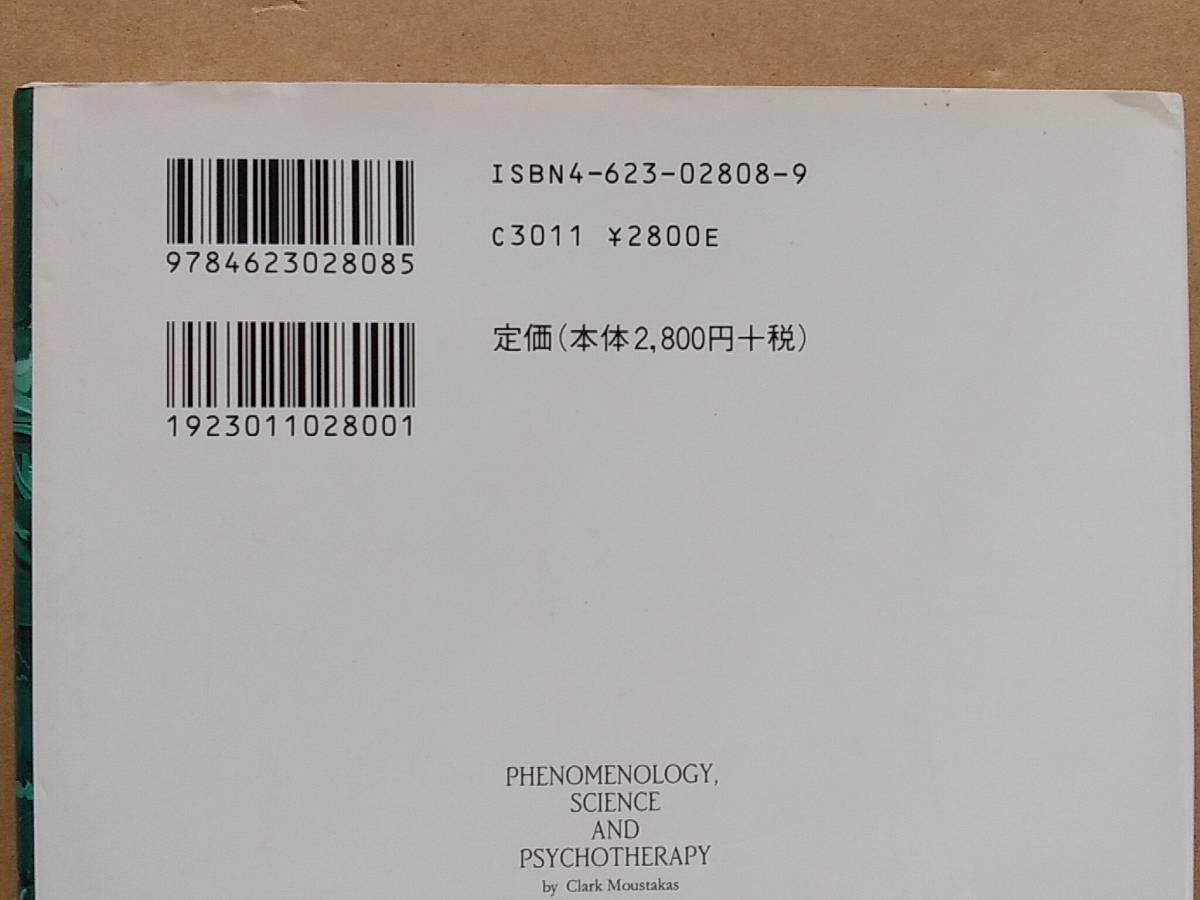 9784623028085
ISBN4-623-02808-9
C3011 ¥2800E
1923011028001
定価(本体2,800円+税)
PHENOMENOLOGY,
SCIENCE
AND
PSYCHOTHERAPY
by Clark Moustakas